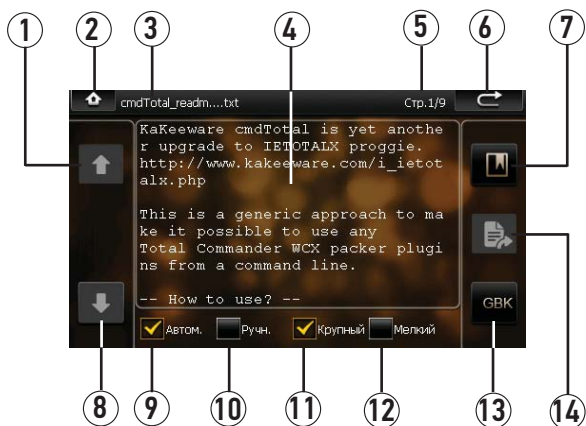 1 2 3 4 5 6 7
cmdTotal_readm....txt Стр.1/9
KaKeeware cmdTotal is yet anothe
r upgrade to IETOTALX proggie.
http://www.kakeeware.com/i_ietot
alx.php
This is a generic approach to ma
ke it possible to use any
Total Commander WCX packer plugi
ns from a command line.
-- How to use? --
GBK
Автом. Ручн. Крупный Мелкий
8 9 10 11 12 13 14